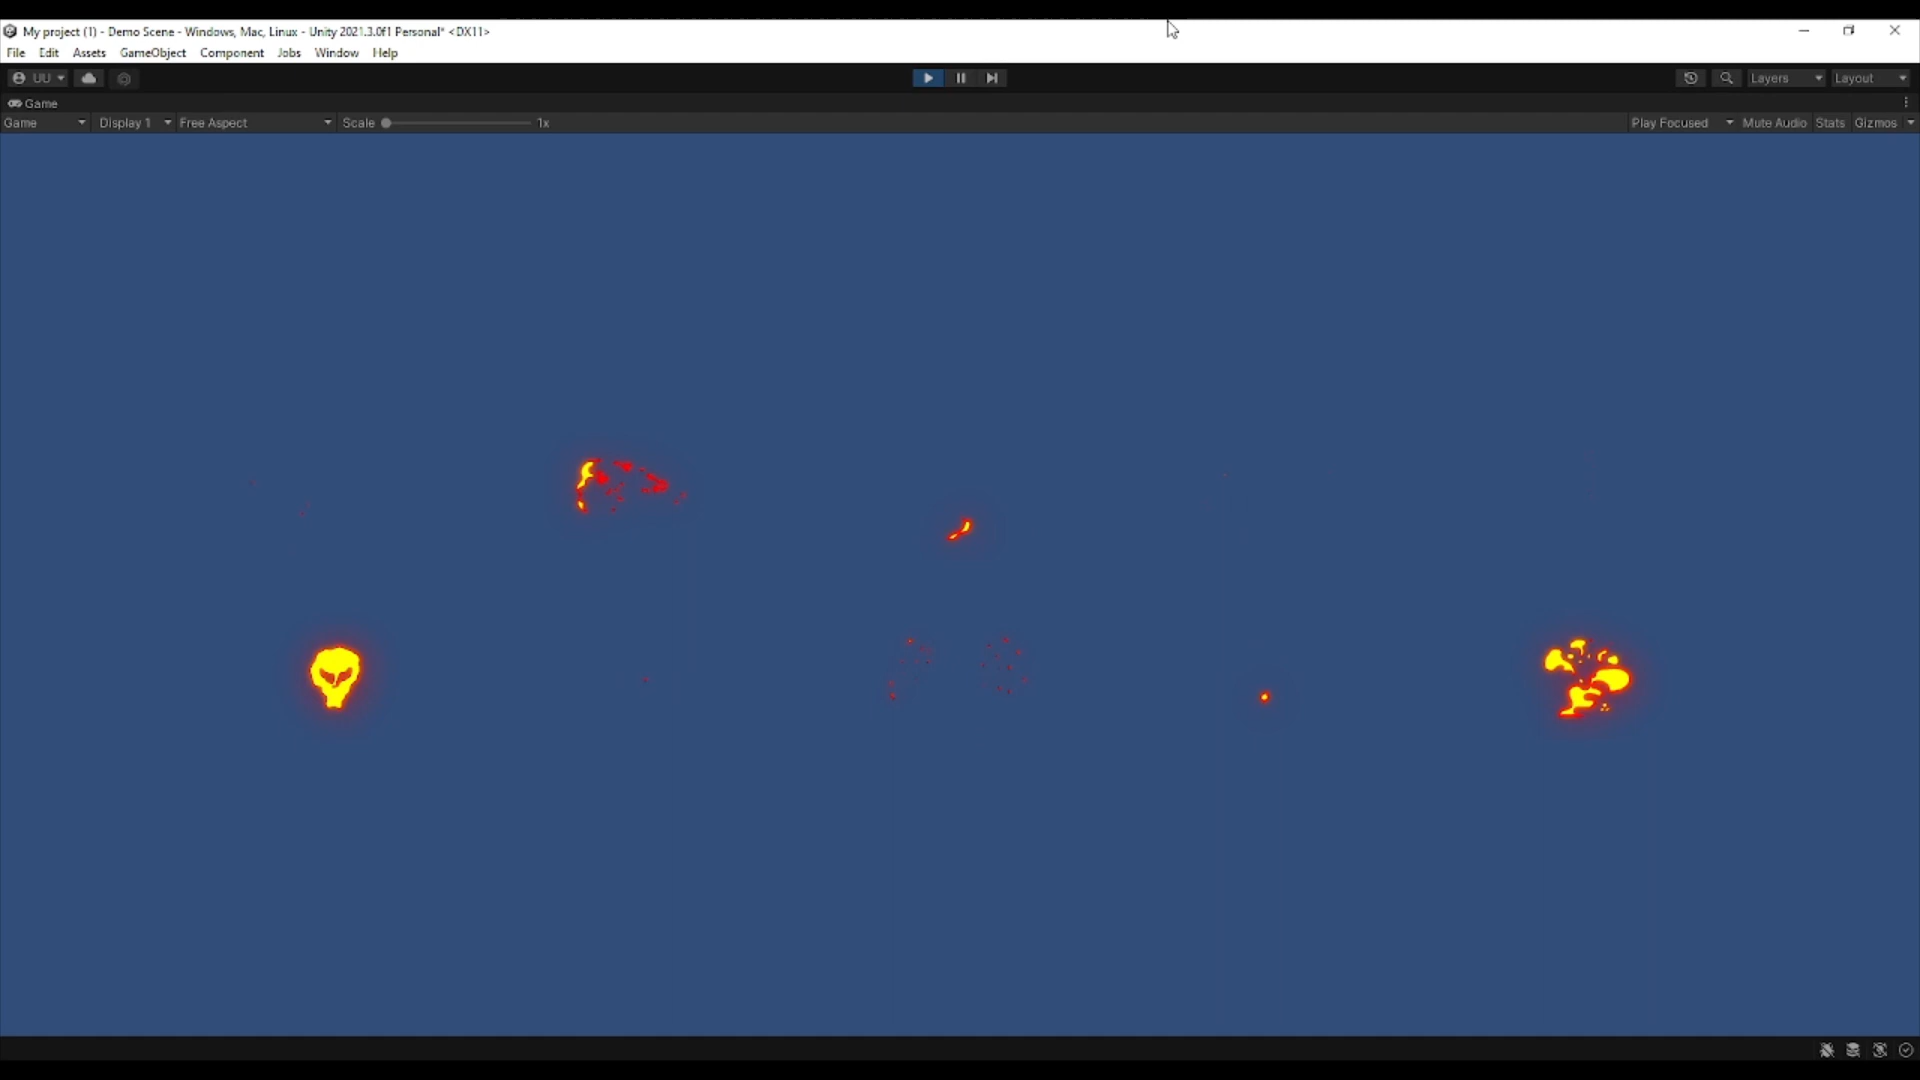 My project (1) - Demo Scene - Windows, Mac, Linux - Unity 2021.3.0f1 Personal* <DX11>
File Edit Assets GameObject Component Jobs Window Help
UU Layers Layout
Game
Game Display 1 Free Aspect Scale 1x Play Focused Mute Audio Stats Gizmos